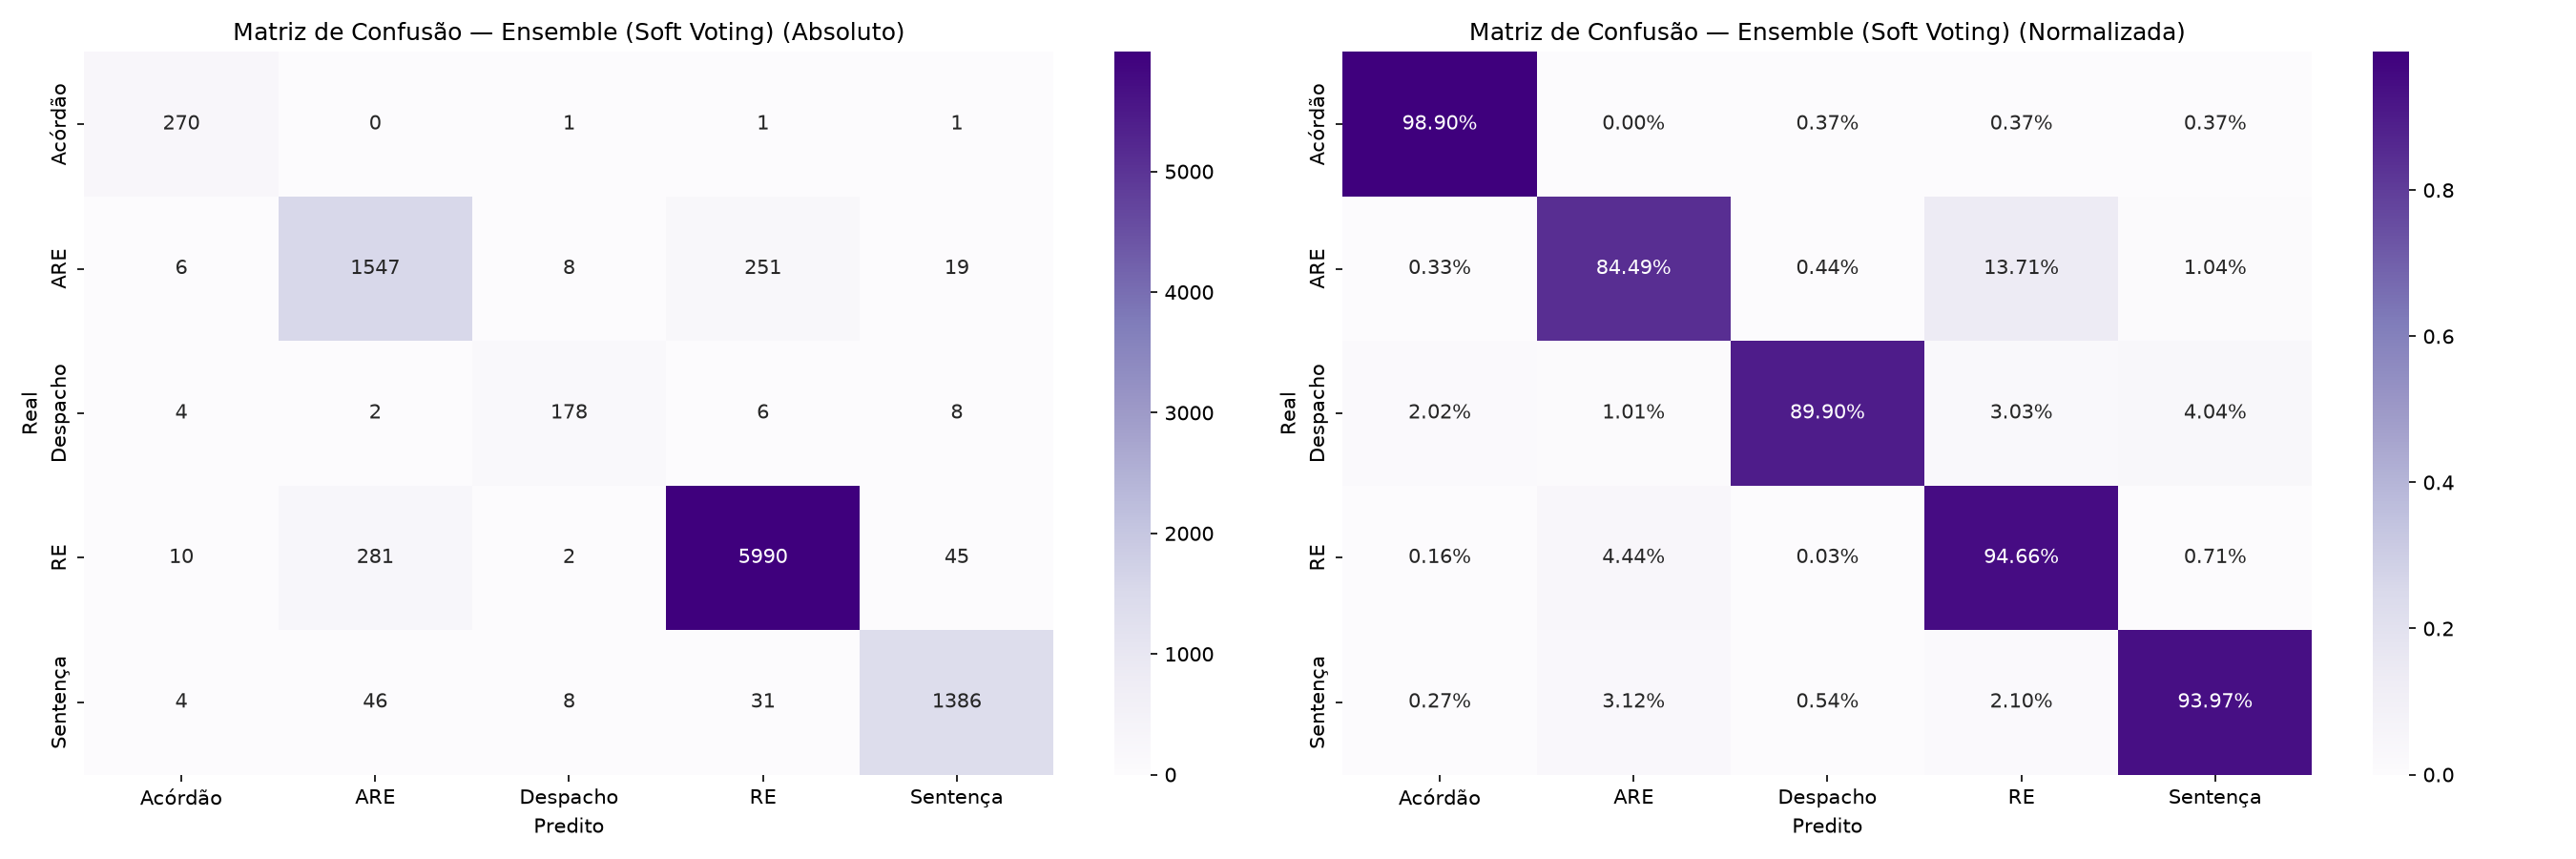 Matriz de Confusão — Ensemble (Soft Voting) (Absoluto)
Acórdão 270 0 1 1 1
ARE 6 1547 8 251 19
Despacho 4 2 178 6 8
RE 10 281 2 5990 45
Sentença 4 46 8 31 1386
Real
Acórdão ARE Despacho RE Sentença
Predito
5000
4000
3000
2000
1000
0
Matriz de Confusão — Ensemble (Soft Voting) (Normalizada)
Acórdão 98.90% 0.00% 0.37% 0.37% 0.37%
ARE 0.33% 84.49% 0.44% 13.71% 1.04%
Despacho 2.02% 1.01% 89.90% 3.03% 4.04%
RE 0.16% 4.44% 0.03% 94.66% 0.71%
Sentença 0.27% 3.12% 0.54% 2.10% 93.97%
Real
Acórdão ARE Despacho RE Sentença
Predito
0.8
0.6
0.4
0.2
0.0